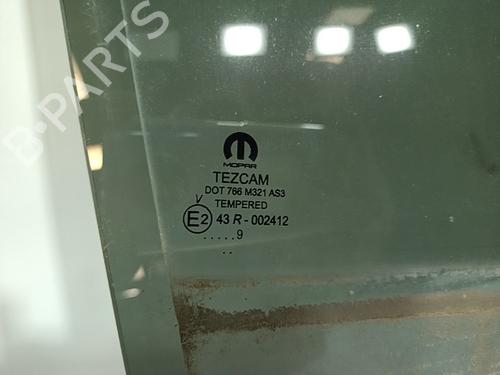 B-PARTS
MOPAR
TEZCAM
DOT 766 M321 AS3
TEMPERED
V
E2 43 R - 002412
.....9
..